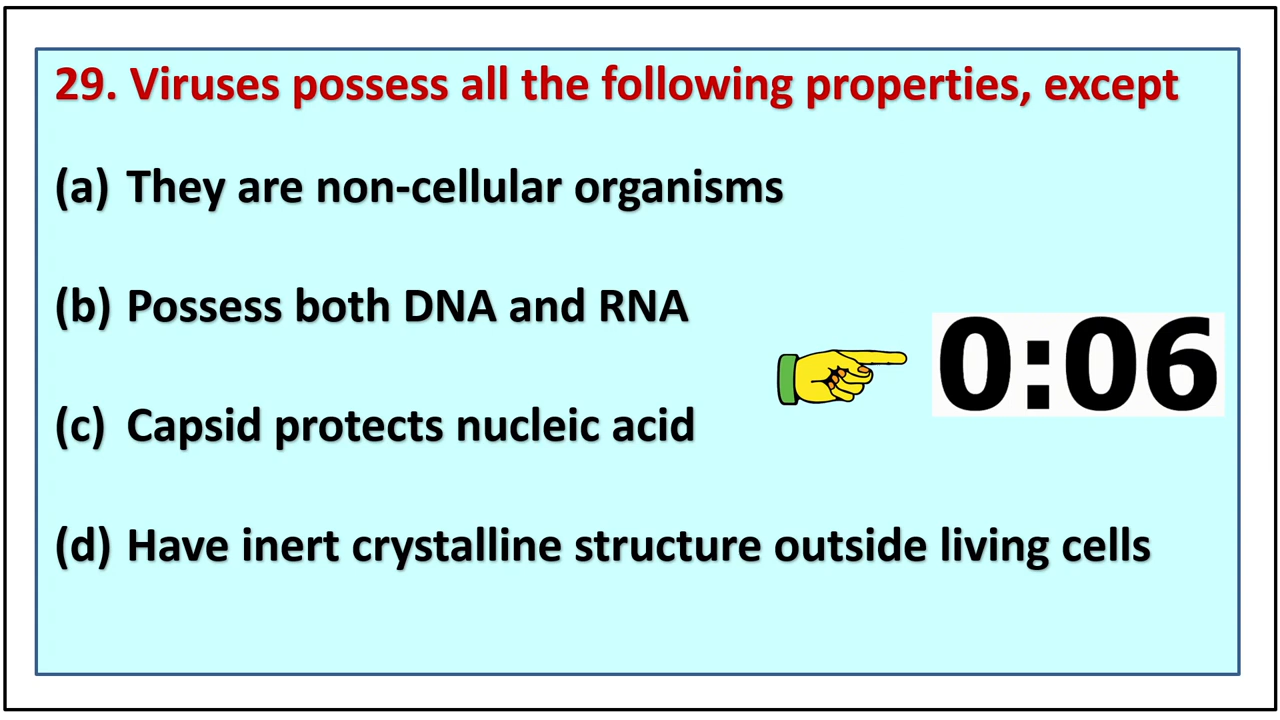 29. Viruses possess all the following properties, except
(a) They are non-cellular organisms
(b) Possess both DNA and RNA
0:06
(c) Capsid protects nucleic acid
(d) Have inert crystalline structure outside living cells